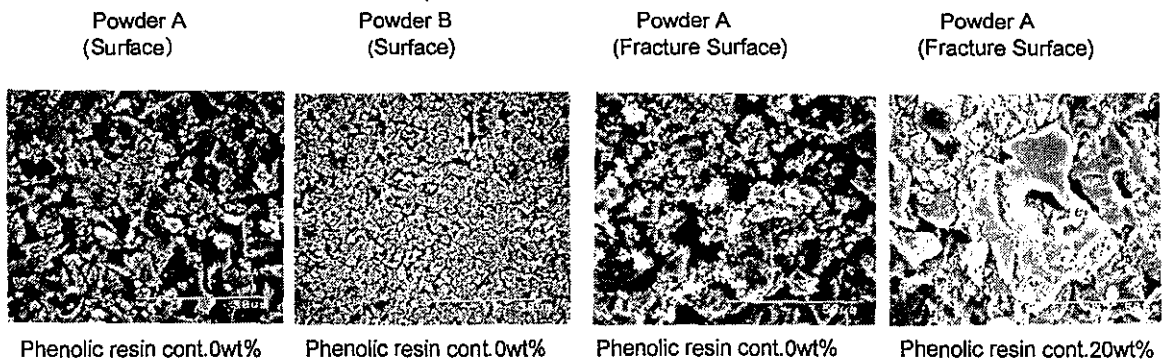 Powder A
(Surface)
Powder B
(Surface)
Powder A
(Fracture Surface)
Powder A
(Fracture Surface)
Phenolic resin cont.0wt%
Phenolic resin cont.0wt%
Phenolic resin cont.0wt%
Phenolic resin cont.20wt%